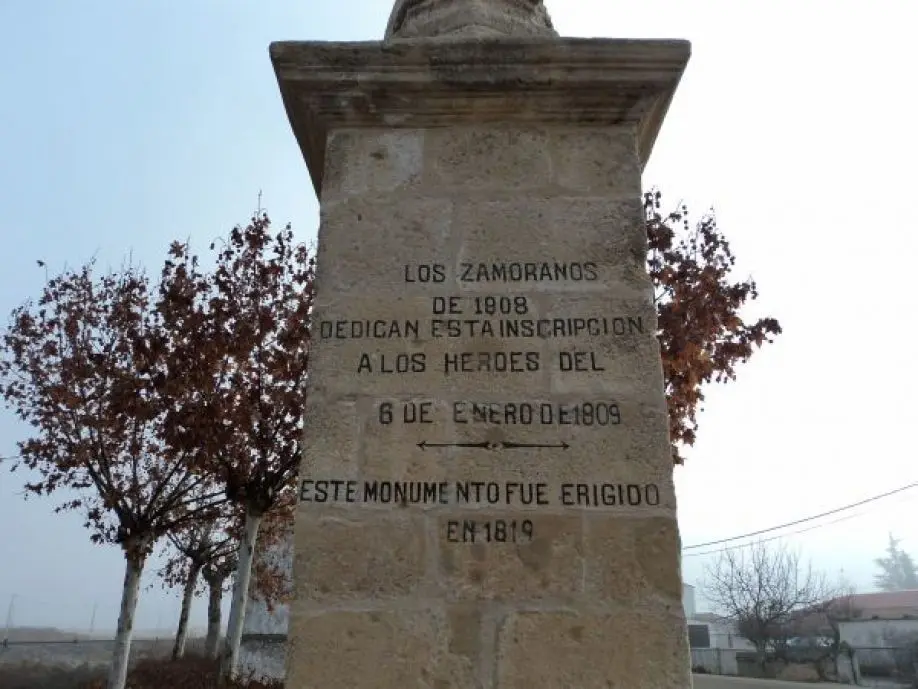 LOS ZAMORANOS
DE 1908
DEDICAN ESTA INSCRIPCION
A LOS HEROES DEL
6 DE ENERO DE 1809
ESTE MONUMENTO FUE ERIGIDO
EN 1819